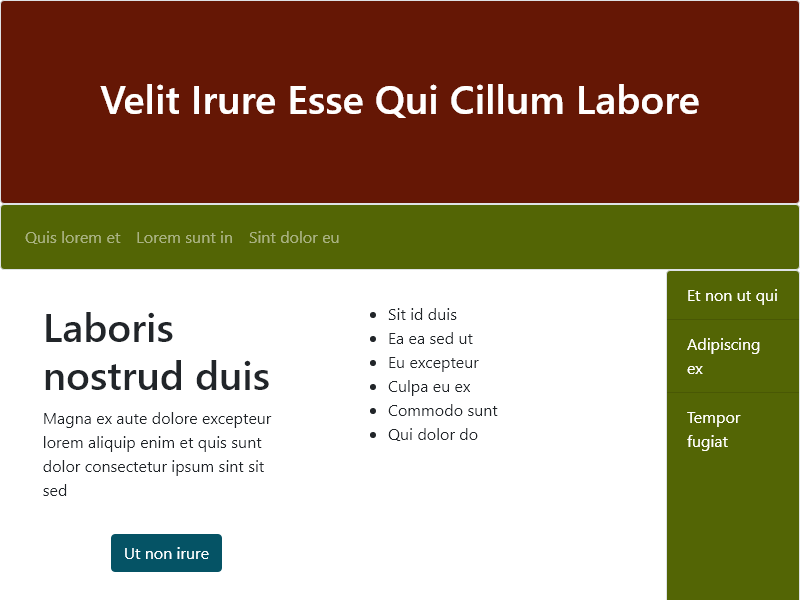 Velit Irure Esse Qui Cillum Labore
Quis lorem et Lorem sunt in Sint dolor eu
Laboris
nostrud duis
Magna ex aute dolore excepteur
lorem aliquip enim et quis sunt
dolor consectetur ipsum sint sit
sed
Ut non irure
Sit id duis
Ea ea sed ut
Eu excepteur
Culpa eu ex
Commodo sunt
Qui dolor do
Et non ut qui
Adipiscing
ex
Tempor
fugiat